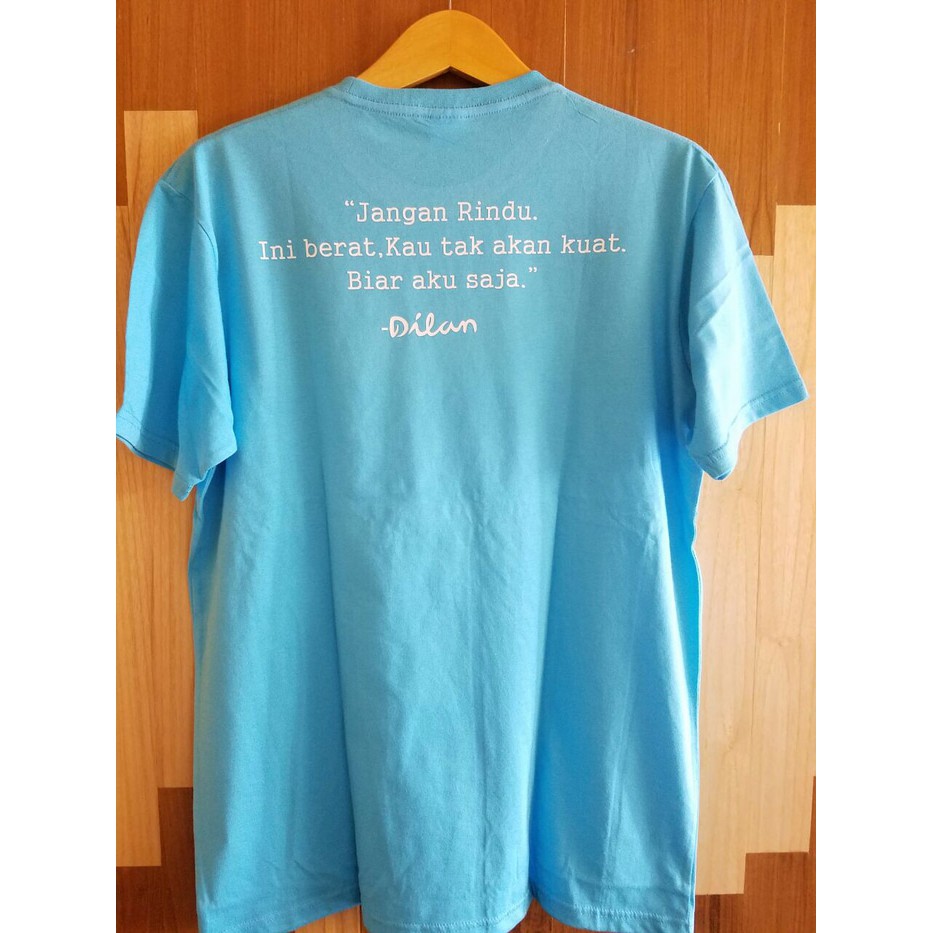 “Jangan Rindu.
Ini berat,Kau tak akan kuat.
Biar aku saja.”
-Dilan